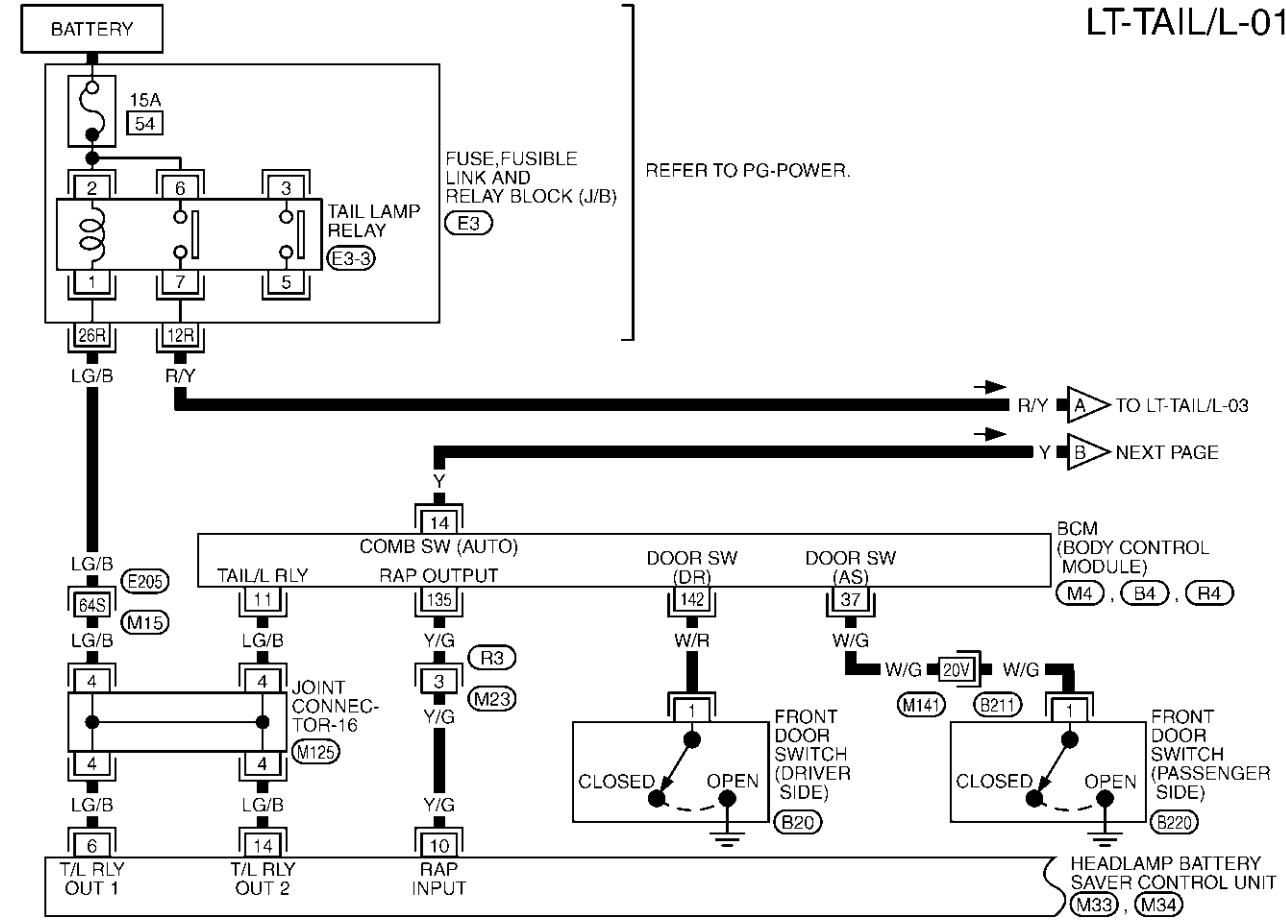 LT-TAIL/L-01
BATTERY
15A
54
2
6
3
TAIL LAMP
RELAY
E3-3
FUSE,FUSIBLE
LINK AND
RELAY BLOCK (J/B)
E3
REFER TO PG-POWER.
1
7
5
26R
12R
LG/B
R/Y
R/Y
A
TO LT-TAIL/L-03
Y
B
NEXT PAGE
Y
14
COMB SW (AUTO)
BCM
(BODY CONTROL
MODULE)
M4 , B4 , R4
TAIL/L RLY
RAP OUTPUT
DOOR SW
(DR)
DOOR SW
(AS)
11
135
142
37
LG/B
E205
64S
M15
LG/B
LG/B
Y/G
W/R
W/G
R3
3
M23
Y/G
W/G
20V
W/G
M141
B211
4
4
JOINT
CONNEC-
TOR-16
M125
4
4
LG/B
LG/B
Y/G
1
CLOSED
OPEN
FRONT
DOOR
SWITCH
(DRIVER
SIDE)
B20
1
CLOSED
OPEN
FRONT
DOOR
SWITCH
(PASSENGER
SIDE)
B220
6
14
10
T/L RLY
OUT 1
T/L RLY
OUT 2
RAP
INPUT
HEADLAMP BATTERY
SAVER CONTROL UNIT
M33 , M34